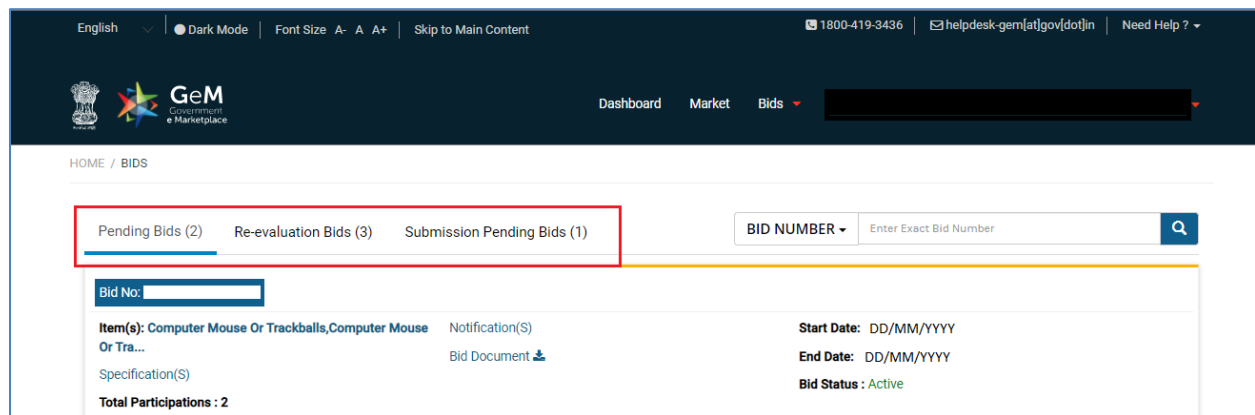 English Dark Mode Font Size A- A A+ Skip to Main Content 1800-419-3436 helpdesk-gem[at]gov[dot]in Need Help ?
GeM
Government
e Marketplace
Dashboard Market Bids
HOME / BIDS
Pending Bids (2) Re-evaluation Bids (3) Submission Pending Bids (1) BID NUMBER Enter Exact Bid Number
Bid No:
Item(s): Computer Mouse Or Trackballs,Computer Mouse Notification(S) Start Date: DD/MM/YYYY
Or Tra...
Bid Document End Date: DD/MM/YYYY
Specification(S)
Bid Status : Active
Total Participations : 2